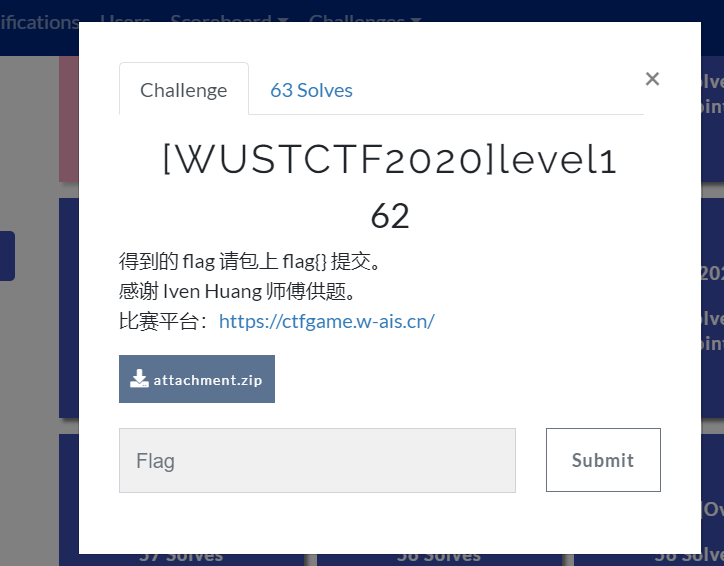 Users
Scoreboard
Challenges
Challenge
63 Solves
×
[WUSTCTF2020]level1
62
得到的 flag 请包上 flag{} 提交。
感谢 Iven Huang 师傅供题。
比赛平台：https://ctfgame.w-ais.cn/
attachment.zip
Flag
Submit
57 Solves
56 Solves
56 Solves